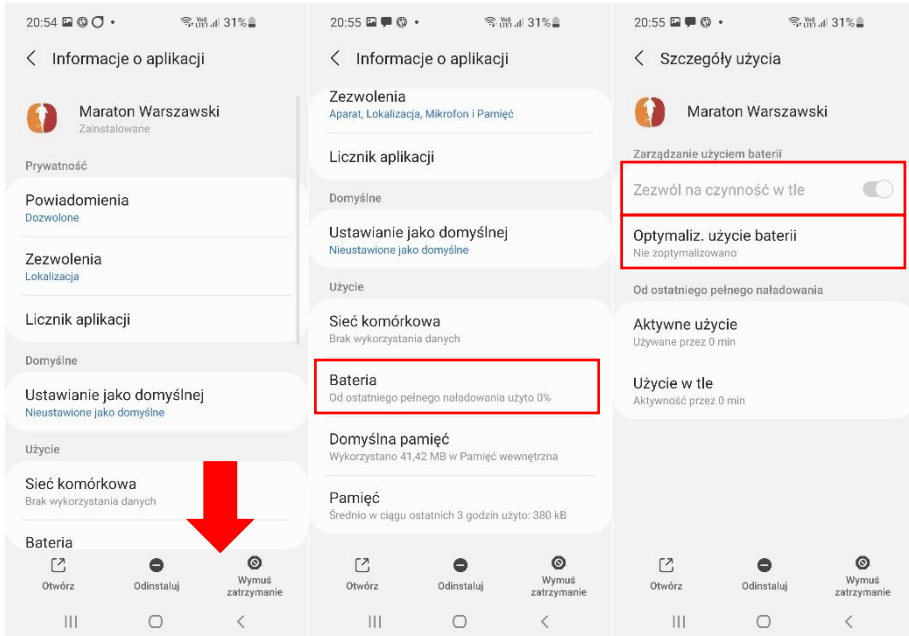 20:54 31%
Informacje o aplikacji
Maraton Warszawski
Zainstalowane
Prywatność
Powiadomienia
Dozwolone
Zezwolenia
Lokalizacja
Licznik aplikacji
Domyślne
Ustawianie jako domyślnej
Nieustawione jako domyślne
Użycie
Sieć komórkowa
Brak wykorzystania danych
Bateria
Otwórz
Odinstaluj
Wymuś
zatrzymanie
20:55 31%
Informacje o aplikacji
Zezwolenia
Aparat, Lokalizacja, Mikrofon i Pamięć
Licznik aplikacji
Domyślne
Ustawianie jako domyślnej
Nieustawione jako domyślne
Użycie
Sieć komórkowa
Brak wykorzystania danych
Bateria
Od ostatniego pełnego naładowania użyto 0%
Domyślna pamięć
Wykorzystano 41,42 MB w Pamięć wewnętrzna
Pamięć
Średnio w ciągu ostatnich 3 godzin użyto: 380 kB
Otwórz
Odinstaluj
Wymuś
zatrzymanie
20:55 31%
Szczegóły użycia
Maraton Warszawski
Zarządzanie użyciem baterii
Zezwól na czynność w tle
Optymaliz. użycie baterii
Nie zoptymalizowano
Od ostatniego pełnego naładowania
Aktywne użycie
Używane przez 0 min
Użycie w tle
Aktywność przez 0 min
Otwórz
Odinstaluj
Wymuś
zatrzymanie